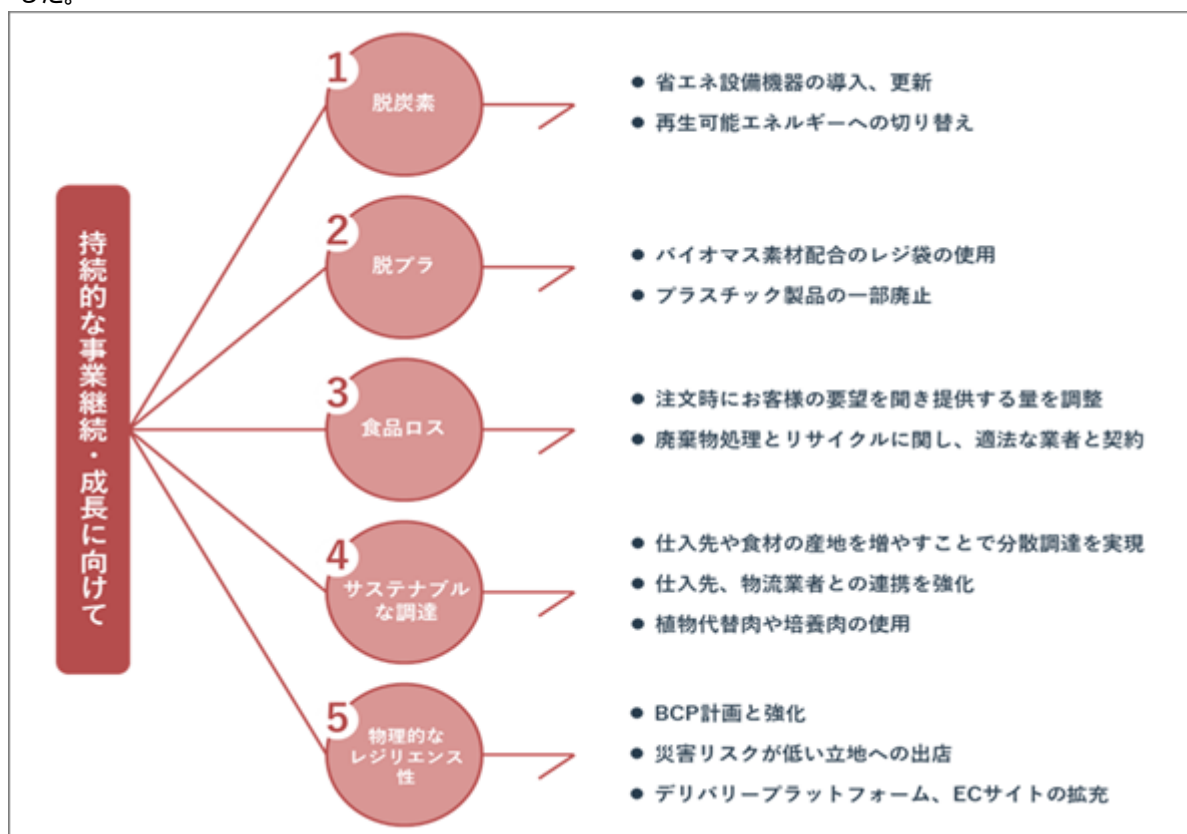 した。
持続的な事業継続・成長に向けて
1
脱炭素
● 省エネ設備機器の導入、更新
● 再生可能エネルギーへの切り替え
2
脱プラ
● バイオマス素材配合のレジ袋の使用
● プラスチック製品の一部廃止
3
食品ロス
● 注文時にお客様の要望を聞き提供する量を調整
● 廃棄物処理とリサイクルに関し、適法な業者と契約
4
サステナブル
な調達
● 仕入先や食材の産地を増やすことで分散調達を実現
● 仕入先、物流業者との連携を強化
● 植物代替肉や培養肉の使用
5
物理的な
レジリエンス
性
● BCP計画と強化
● 災害リスクが低い立地への出店
● デリバリープラットフォーム、ECサイトの拡充